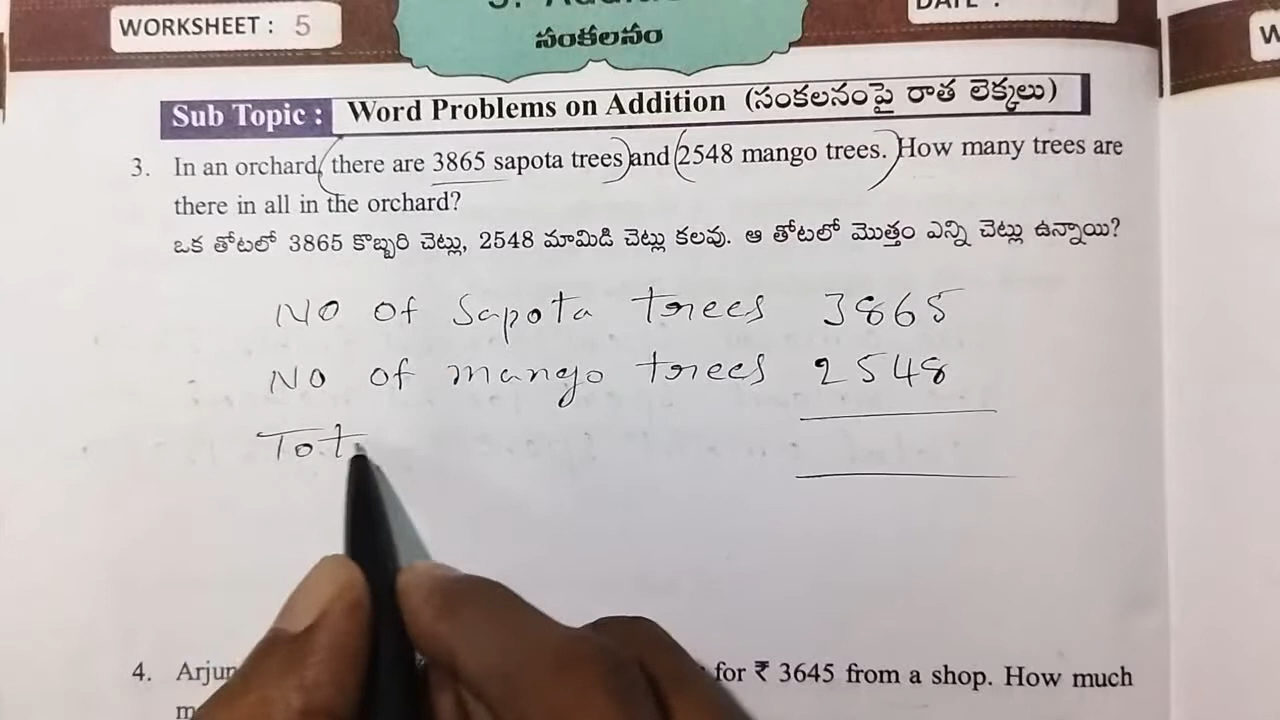 WORKSHEET : 5
సంకలనం
DATE :
Sub Topic : Word Problems on Addition (సంకలనంపై రాత లెక్కలు)
3. In an orchard, there are 3865 sapota trees and 2548 mango trees. How many trees are
there in all in the orchard?
ఒక తోటలో 3865 కొబ్బరి చెట్లు, 2548 మామిడి చెట్లు కలవు. ఆ తోటలో మొత్తం ఎన్ని చెట్లు ఉన్నాయి?
NO of Sapota trees 3865
NO of mango trees 2548
Tot
4. Arjun for ₹ 3645 from a shop. How much